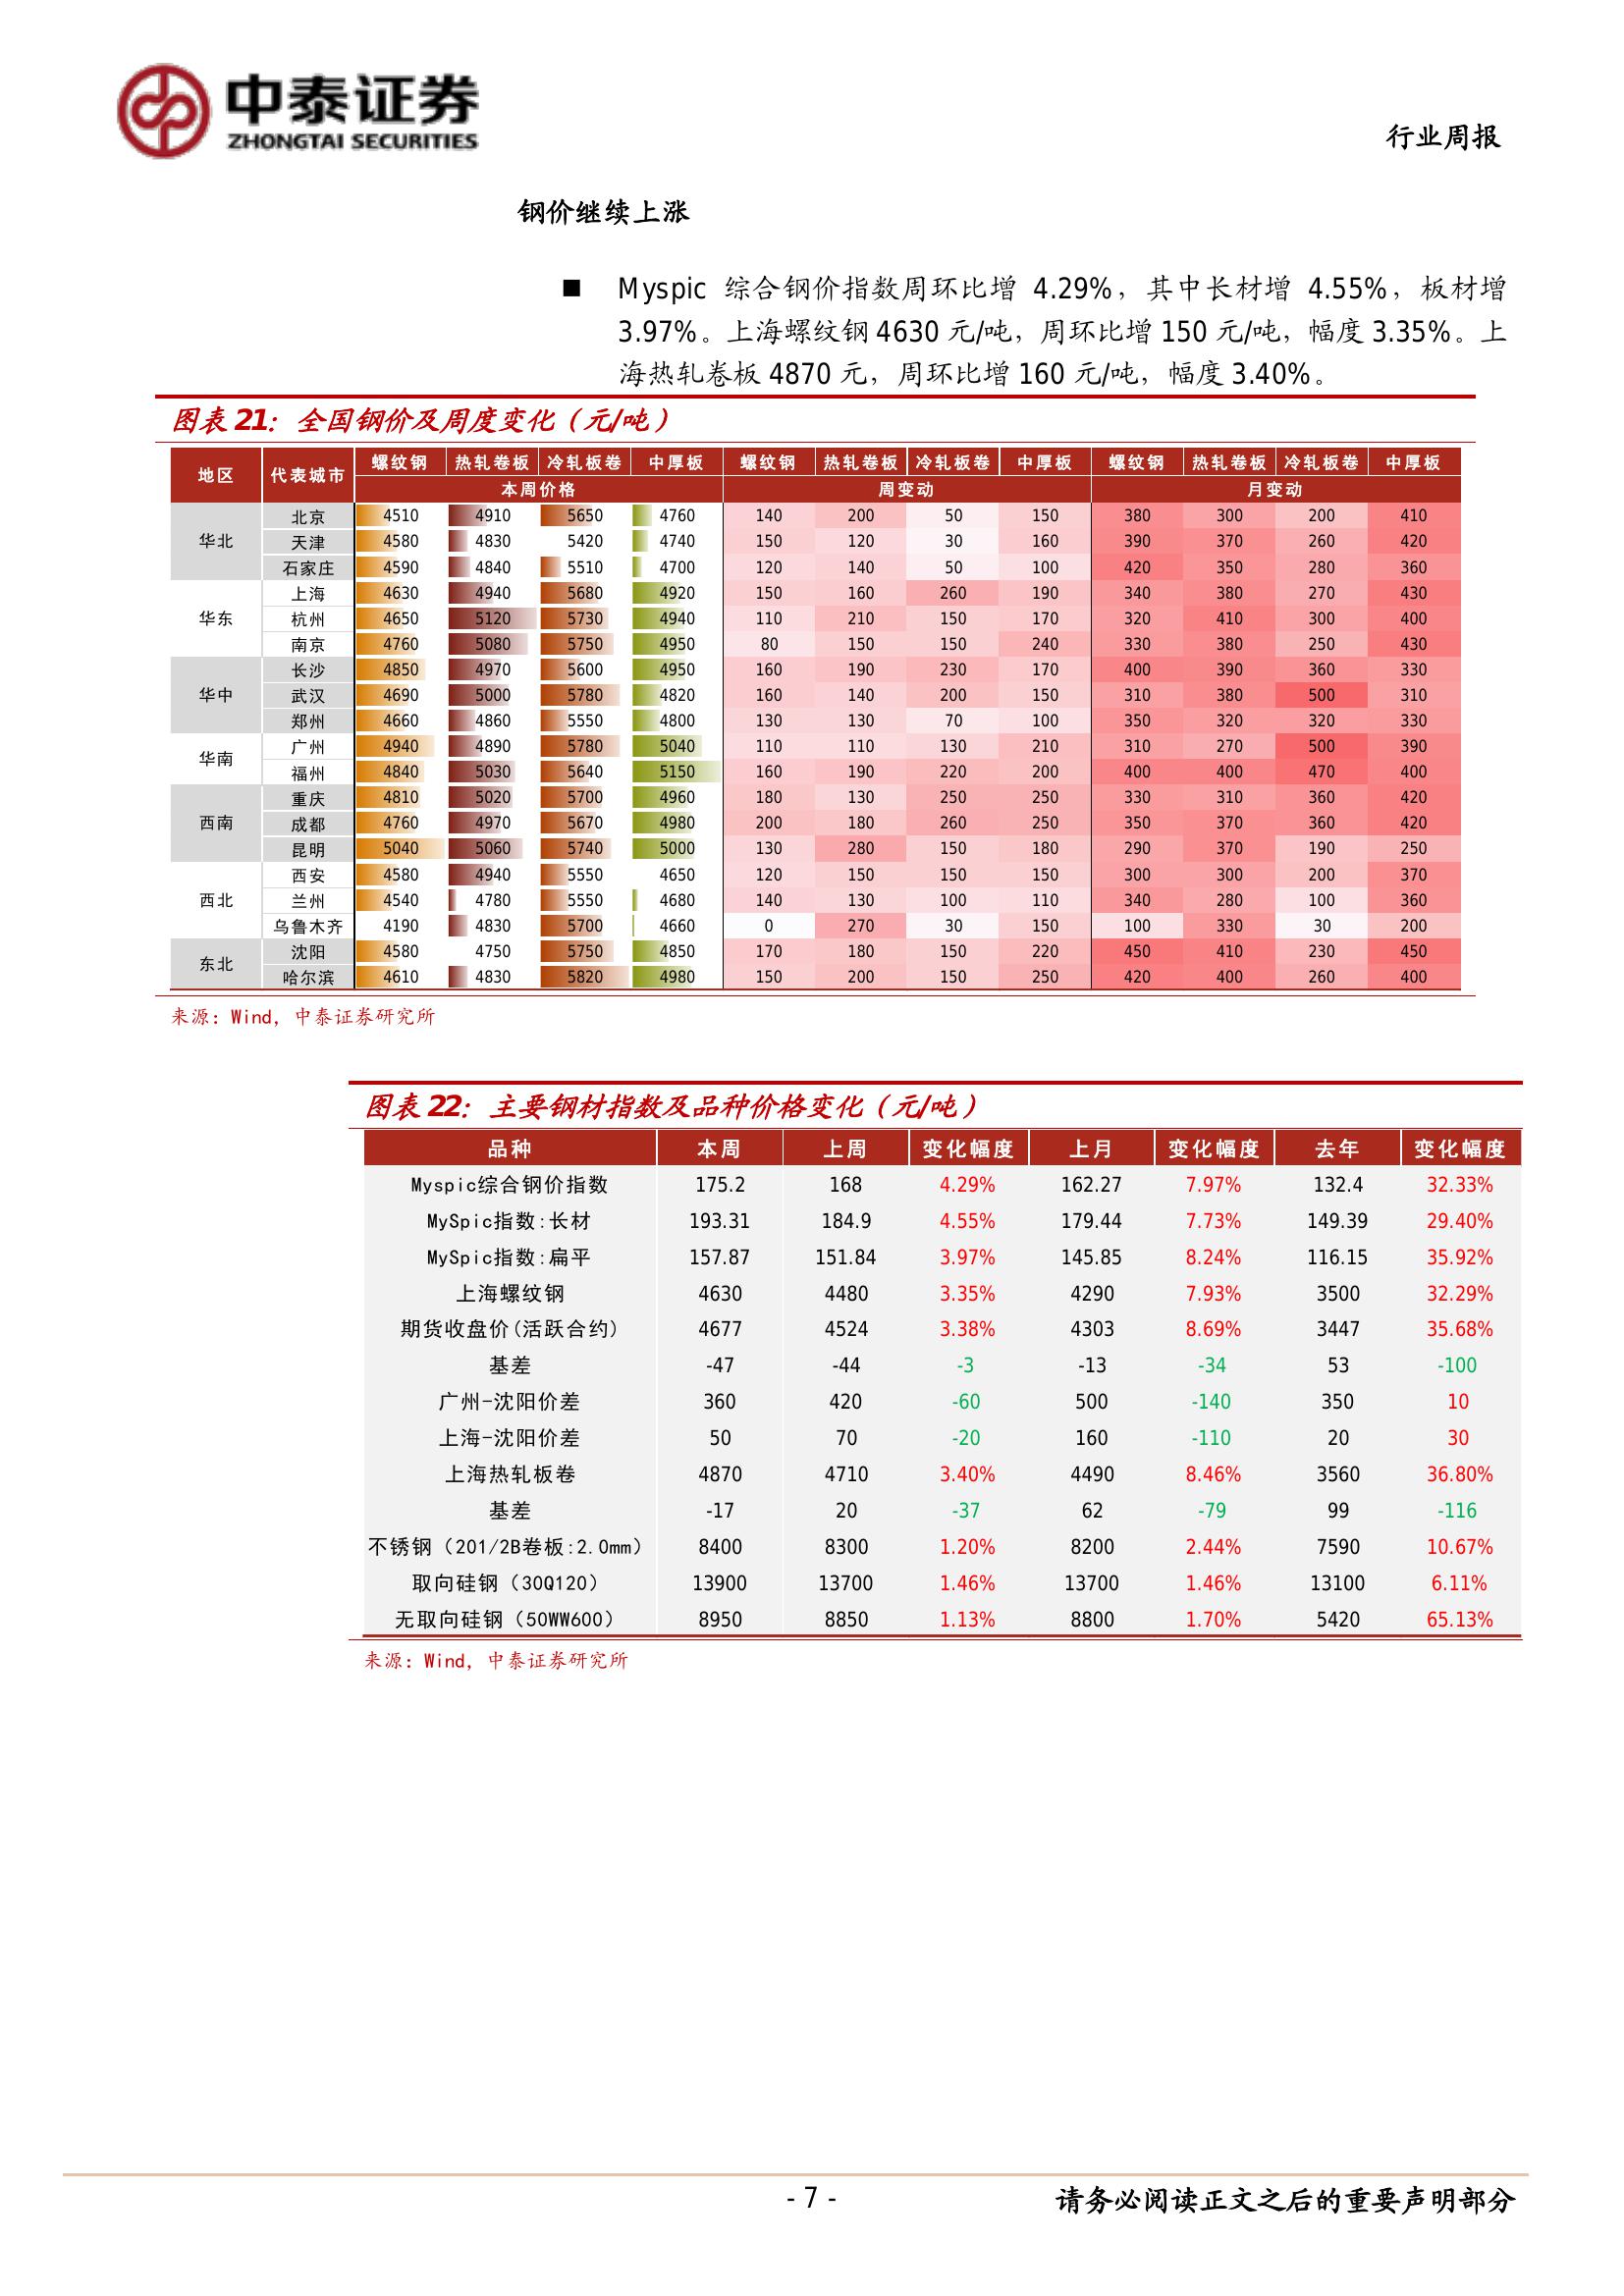 中泰证券
ZHONGTAI SECURITIES
行业周报
钢价继续上涨
■ Myspic 综合钢价指数周环比增 4.29%，其中长材增 4.55%，板材增
3.97%。上海螺纹钢 4630 元/吨，周环比增 150 元/吨，幅度 3.35%。上
海热轧卷板 4870 元，周环比增 160 元/吨，幅度 3.40%。
图表 21：全国钢价及周度变化（元/吨）
地区 代表城市 螺纹钢 热轧卷板 冷轧板卷 中厚板 螺纹钢 热轧卷板 冷轧板卷 中厚板 螺纹钢 热轧卷板 冷轧板卷 中厚板
本周价格 周变动 月变动
华北 北京 4510 4910 5650 4760 140 200 50 150 380 300 200 410
天津 4580 4830 5420 4740 150 120 30 160 390 370 260 420
石家庄 4590 4840 5510 4700 120 140 50 100 420 350 280 360
华东 上海 4630 4940 5680 4920 150 160 260 190 340 380 270 430
杭州 4650 5120 5730 4940 110 210 150 170 320 410 300 400
南京 4760 5080 5750 4950 80 150 150 240 330 380 250 430
华中 长沙 4850 4970 5600 4950 160 190 230 170 400 390 360 330
武汉 4690 5000 5780 4820 160 140 200 150 310 380 500 310
郑州 4660 4860 5550 4800 130 130 70 100 350 320 320 330
华南 广州 4940 4890 5780 5040 110 110 130 210 310 270 500 390
福州 4840 5030 5640 5150 160 190 220 200 400 400 470 400
西南 重庆 4810 5020 5700 4960 180 130 250 250 330 310 360 420
成都 4760 4970 5670 4980 200 180 260 250 350 370 360 420
昆明 5040 5060 5740 5000 130 280 150 180 290 370 190 250
西北 西安 4580 4940 5550 4650 120 150 150 150 300 300 200 370
兰州 4540 4780 5550 4680 140 130 100 110 340 280 100 360
乌鲁木齐 4190 4830 5700 4660 0 270 30 150 100 330 30 200
东北 沈阳 4580 4750 5750 4850 170 180 150 220 450 410 230 450
哈尔滨 4610 4830 5820 4980 150 200 150 250 420 400 260 400
来源：Wind，中泰证券研究所
图表 22：主要钢材指数及品种价格变化（元/吨）
品种 本周 上周 变化幅度 上月 变化幅度 去年 变化幅度
Myspic综合钢价指数 175.2 168 4.29% 162.27 7.97% 132.4 32.33%
MySpic指数:长材 193.31 184.9 4.55% 179.44 7.73% 149.39 29.40%
MySpic指数:扁平 157.87 151.84 3.97% 145.85 8.24% 116.15 35.92%
上海螺纹钢 4630 4480 3.35% 4290 7.93% 3500 32.29%
期货收盘价(活跃合约) 4677 4524 3.38% 4303 8.69% 3447 35.68%
基差 -47 -44 -3 -13 -34 53 -100
广州-沈阳价差 360 420 -60 500 -140 350 10
上海-沈阳价差 50 70 -20 160 -110 20 30
上海热轧板卷 4870 4710 3.40% 4490 8.46% 3560 36.80%
基差 -17 20 -37 62 -79 99 -116
不锈钢（201/2B卷板:2.0mm） 8400 8300 1.20% 8200 2.44% 7590 10.67%
取向硅钢（30Q120） 13900 13700 1.46% 13700 1.46% 13100 6.11%
无取向硅钢（50WW600） 8950 8850 1.13% 8800 1.70% 5420 65.13%
来源：Wind，中泰证券研究所
- 7 -
请务必阅读正文之后的重要声明部分